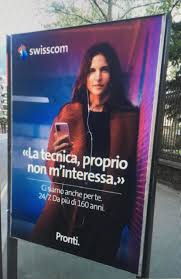 swisscom
«La tecnica, proprio
non m'interessa.»
Ci siamo anche per te.
24/7. Da più di 160 anni.
Pronti.